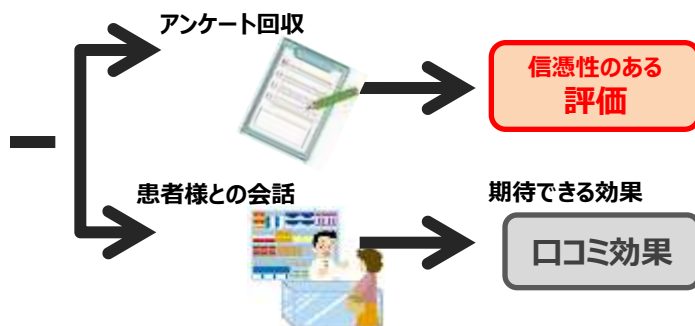 アンケート回収
信憑性のある
評価
患者様との会話
期待できる効果
口コミ効果